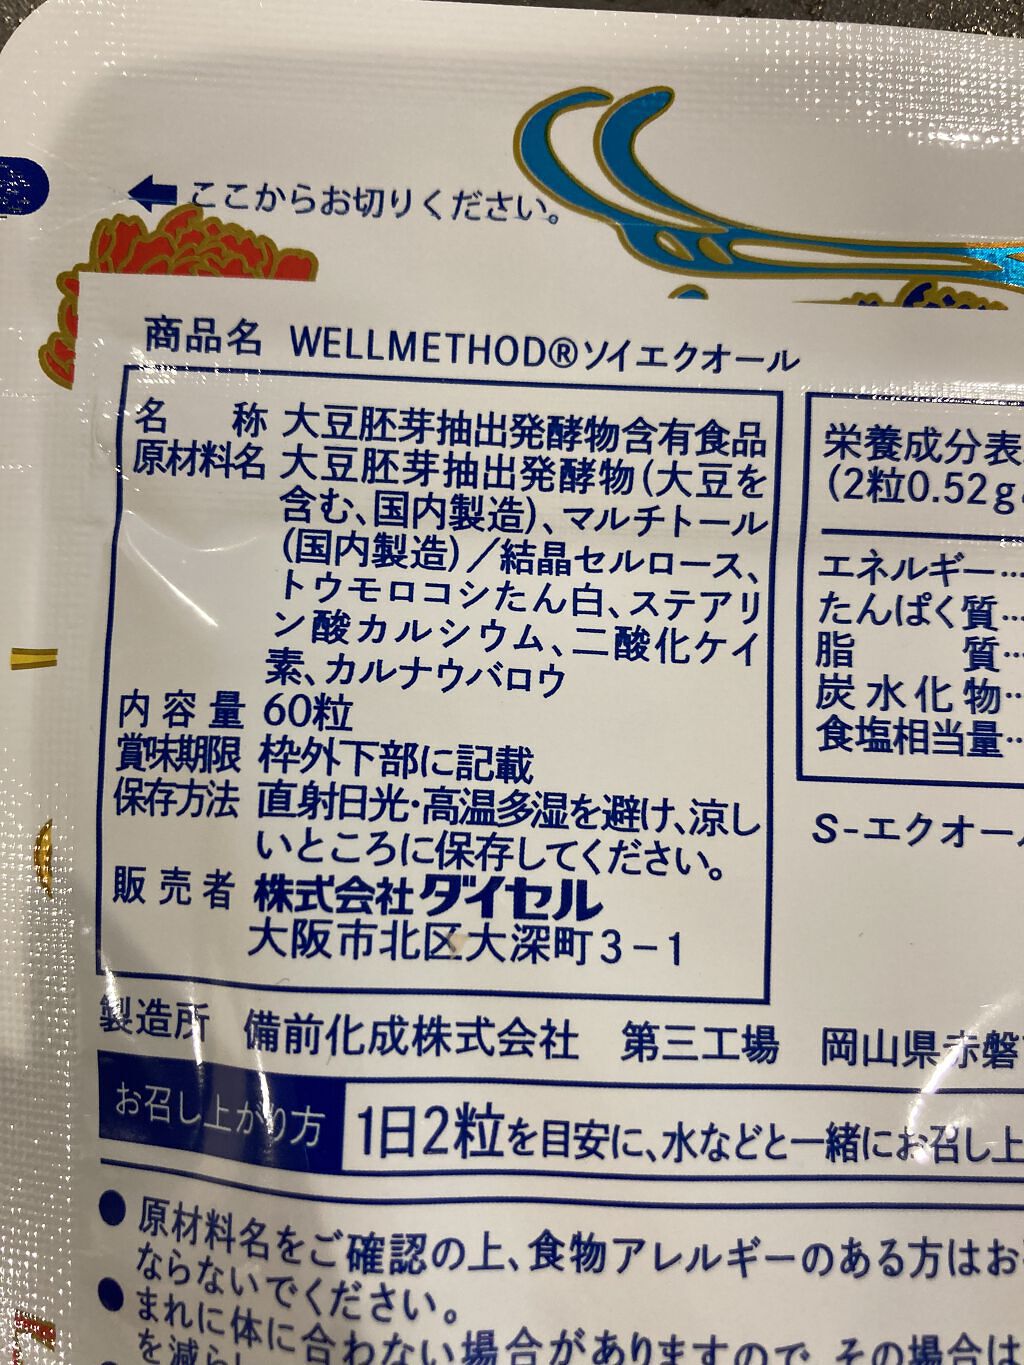 ここからお切りください。
商品名 WELLMETHOD®ソイエクオール
名 称 大豆胚芽抽出発酵物含有食品
原材料名 大豆胚芽抽出発酵物(大豆を
含む、国内製造)、マルチトール
(国内製造)/結晶セルロース、
トウモロコシたん白、ステアリ
ン酸カルシウム、二酸化ケイ
素、カルナウバロウ
内容量 60粒
賞味期限 枠外下部に記載
保存方法 直射日光・高温多湿を避け、涼し
いところに保存してください。
販売者 株式会社ダイセル
大阪市北区大深町3-1
栄養成分表
(2粒0.52g
エネルギー…
たんぱく質…
脂 質…
炭水化物…
食塩相当量…
S-エクオー
製造所 備前化成株式会社 第三工場 岡山県赤磐
お召し上がり方 1日2粒を目安に、水などと一緒にお召し上
● 原材料名をご確認の上、食物アレルギーのある方はお
ならないでください。
● まれに体に合わない場合がありますので、その場合は
を減ら